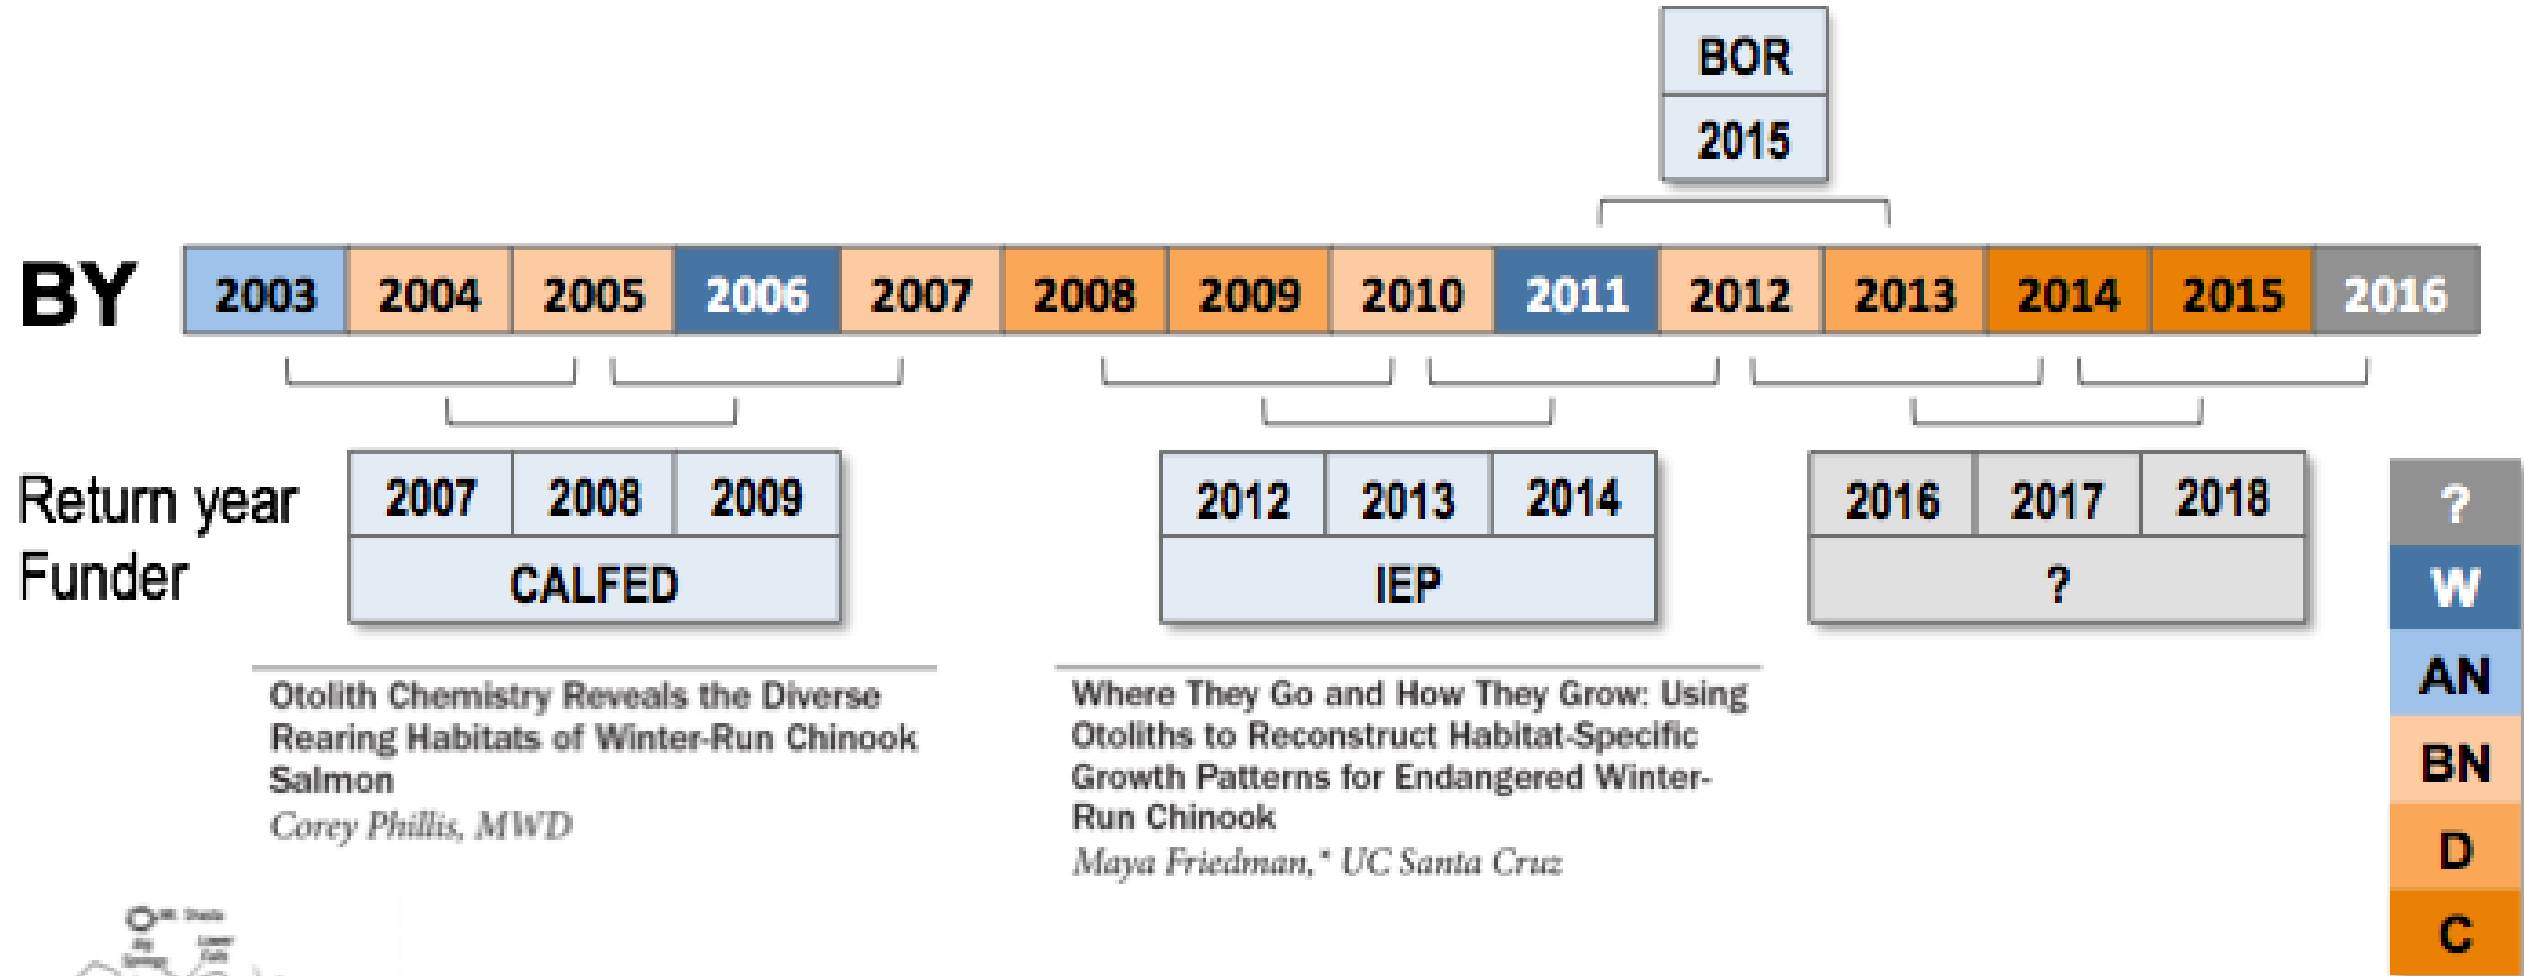 BOR
2015
BY 2003 2004 2005 2006 2007 2008 2009 2010 2011 2012 2013 2014 2015 2016
Return year 2007 2008 2009 2012 2013 2014 2016 2017 2018
Funder CALFED IEP ?
?
W
AN
BN
D
C
Otolith Chemistry Reveals the Diverse
Rearing Habitats of Winter-Run Chinook
Salmon
Corey Phillis, MWD
Where They Go and How They Grow: Using
Otoliths to Reconstruct Habitat-Specific
Growth Patterns for Endangered Winter-
Run Chinook
Maya Friedman,* UC Santa Cruz
Mt. Shasta